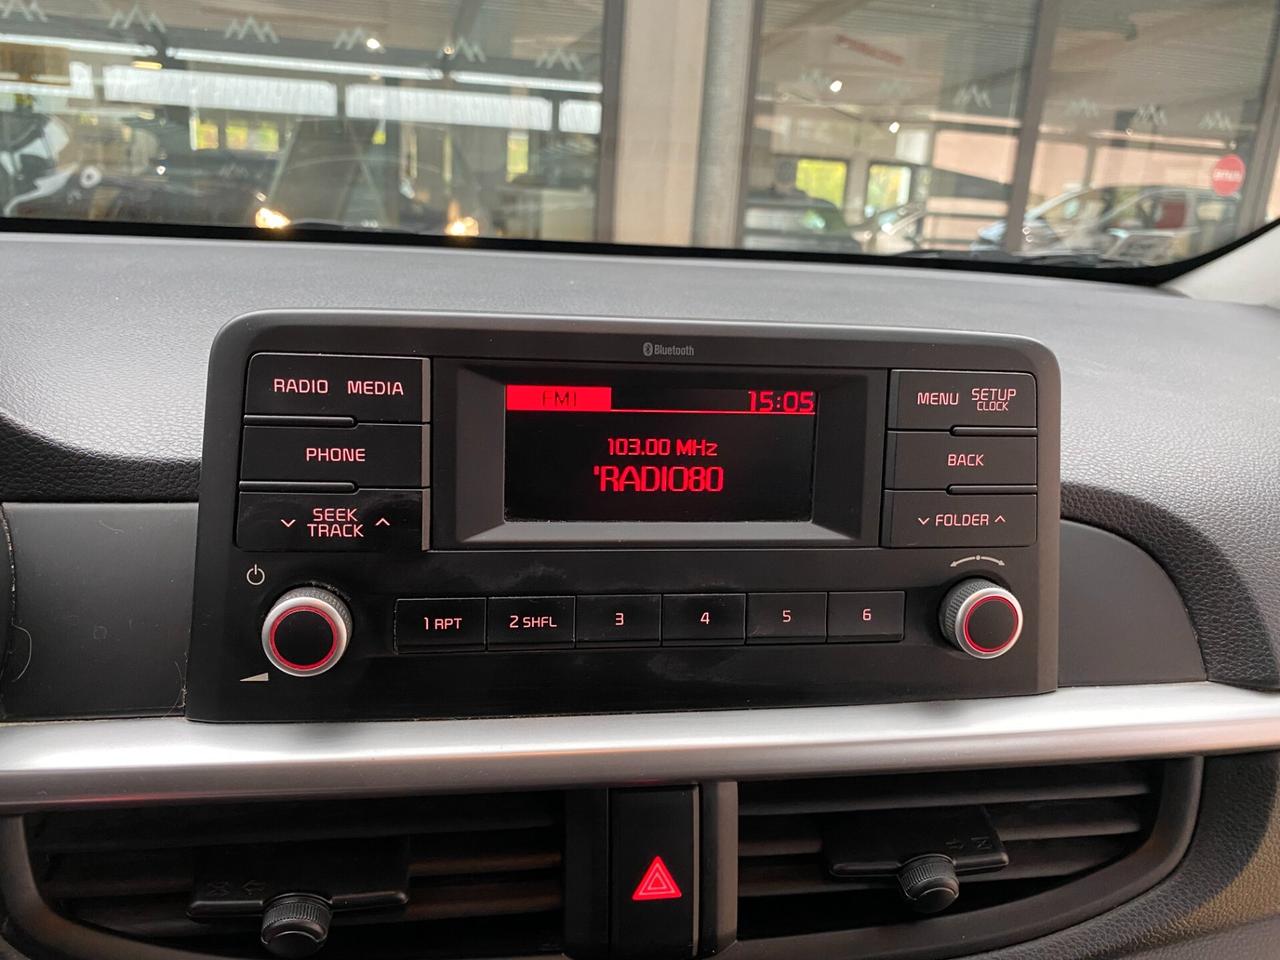 Bluetooth
RADIO MEDIA
PHONE
SEEK
TRACK
FM1 15:05
103.00 MHz
'RADIO80
MENU SETUP
CLOCK
BACK
FOLDER
1 RPT 2 SHFL 3 4 5 6